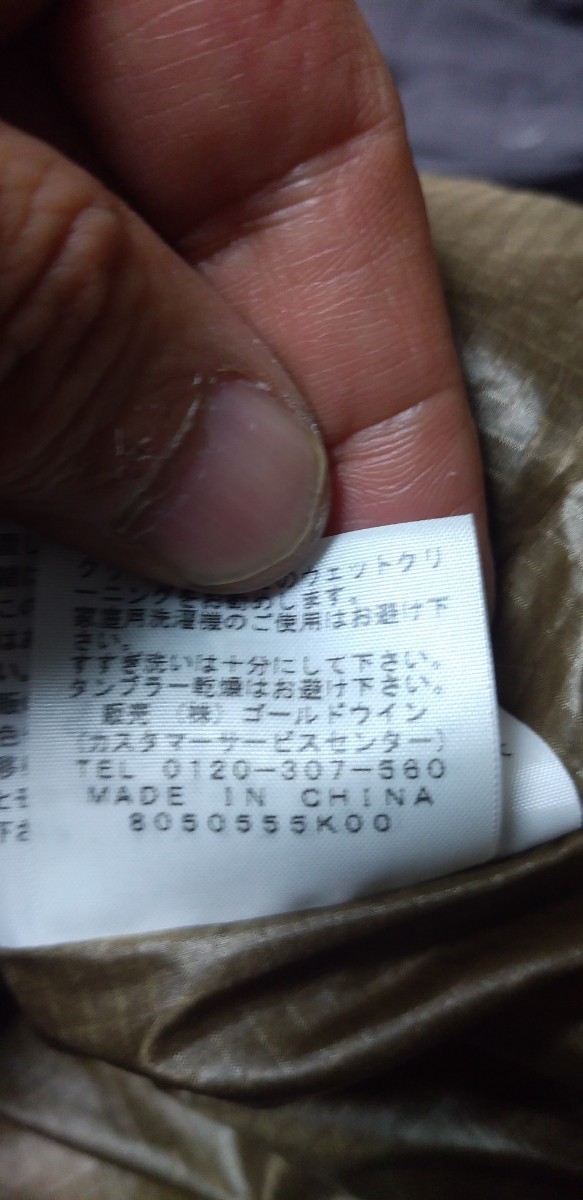 のウェットクリ
ーニングをお勧めします。
家庭用洗濯機のご使用はお避け下
さい。
すすぎ洗いは十分にして下さい。
タンブラー乾燥はお避け下さい。
販売 (株) ゴールドウイン
(カスタマーサービスセンター)
TEL 0120-307-560
MADE IN CHINA
8050555K00